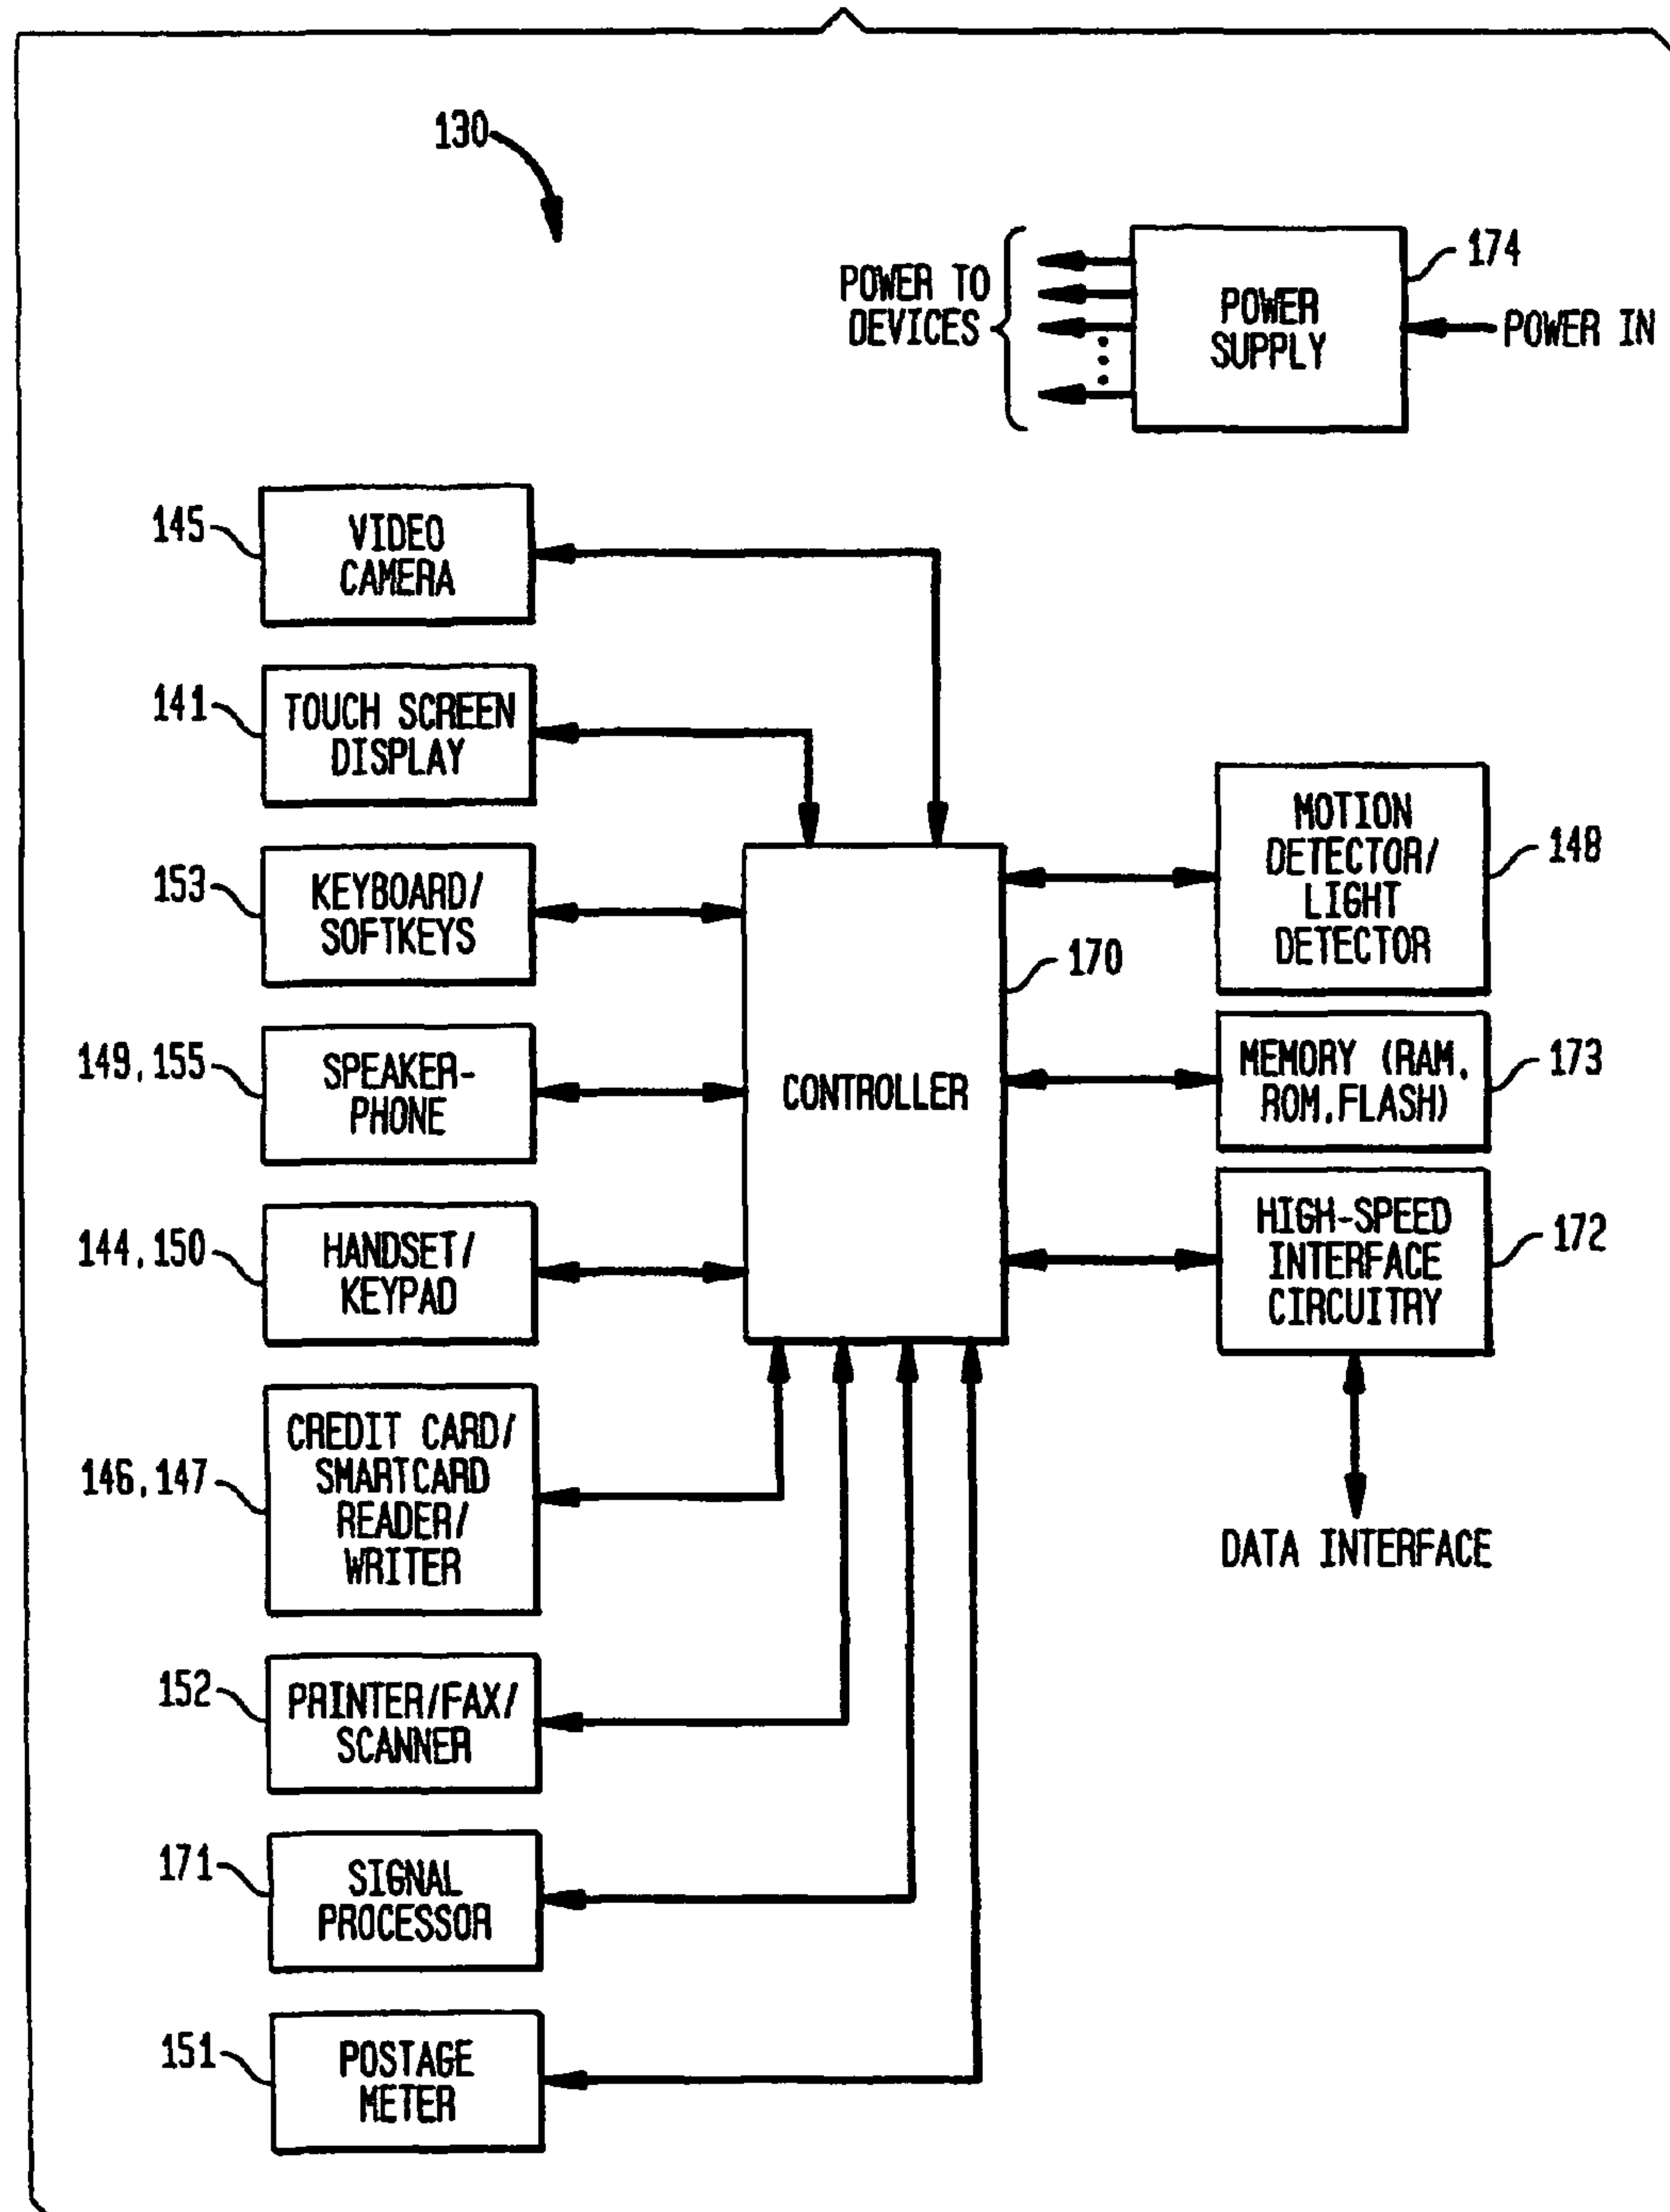 130
POWER TO
DEVICES
POWER
SUPPLY
174
POWER IN
145
VIDEO
CAMERA
141
TOUCH SCREEN
DISPLAY
153
KEYBOARD/
SOFTKEYS
149,155
SPEAKER-
PHONE
144,150
HANDSET/
KEYPAD
146,147
CREDIT CARD/
SMARTCARD
READER/
WRITER
152
PRINTER/FAX/
SCANNER
171
SIGNAL
PROCESSOR
151
POSTAGE
METER
CONTROLLER
170
MOTION
DETECTOR/
LIGHT
DETECTOR
148
MEMORY (RAM,
ROM,FLASH)
173
HIGH-SPEED
INTERFACE
CIRCUITRY
172
DATA INTERFACE